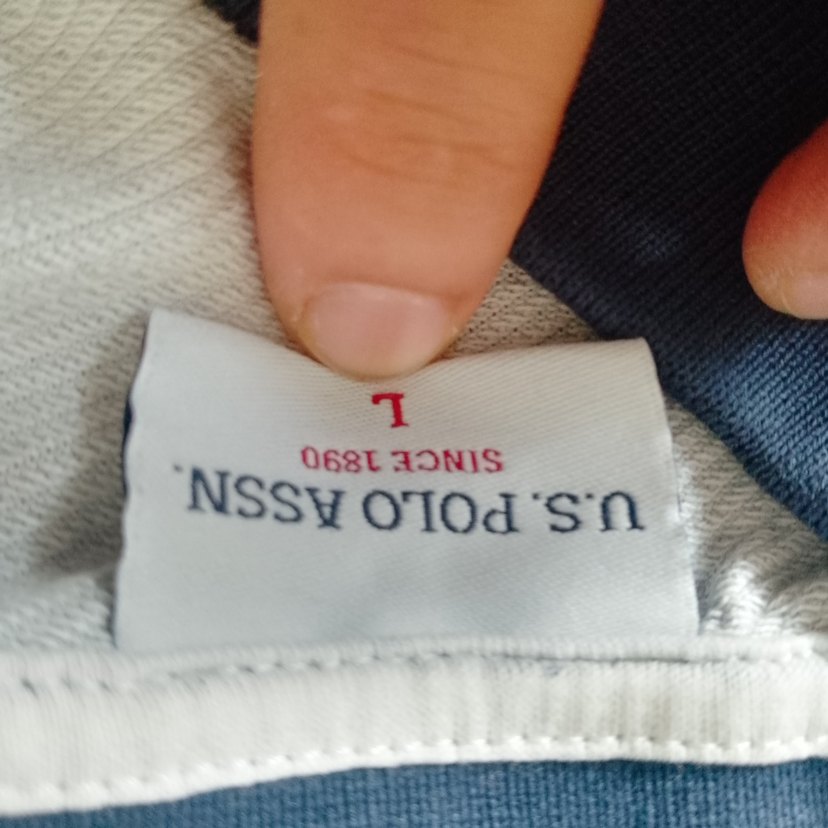 U.S. POLO ASSN.
SINCE 1890
L